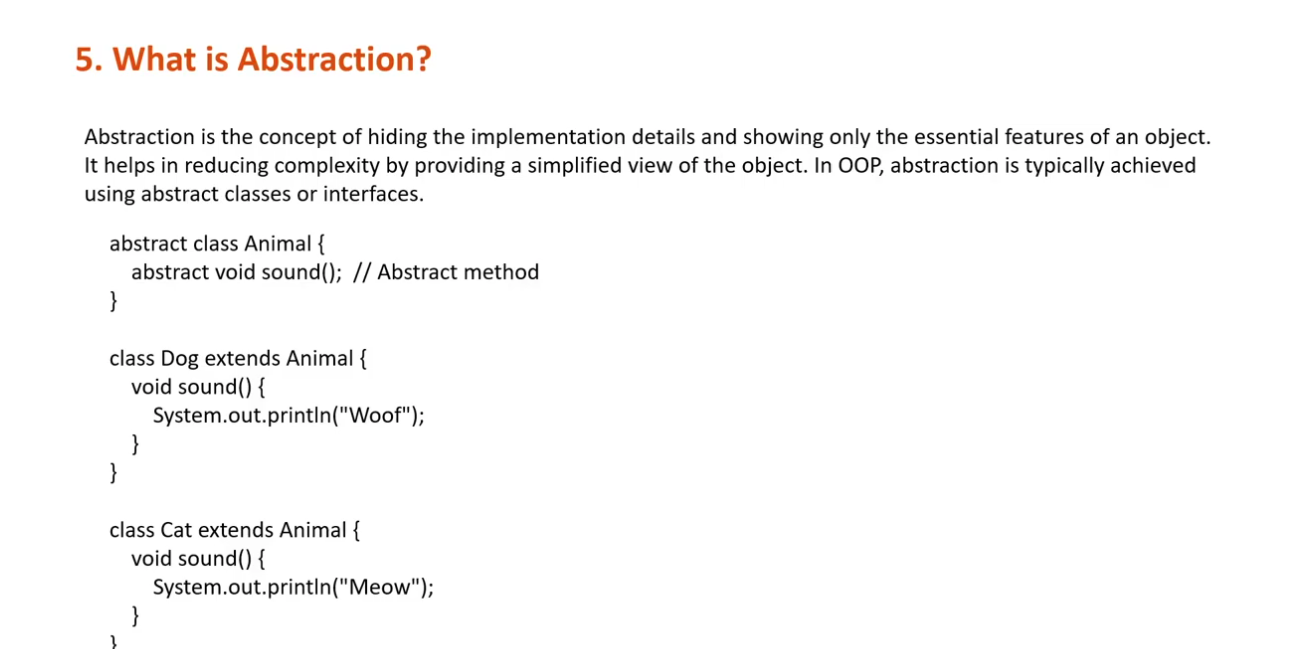 5. What is Abstraction?
Abstraction is the concept of hiding the implementation details and showing only the essential features of an object.
It helps in reducing complexity by providing a simplified view of the object. In OOP, abstraction is typically achieved
using abstract classes or interfaces.
abstract class Animal {
abstract void sound(); // Abstract method
}
class Dog extends Animal {
void sound() {
System.out.println("Woof");
}
}
class Cat extends Animal {
void sound() {
System.out.println("Meow");
}
}